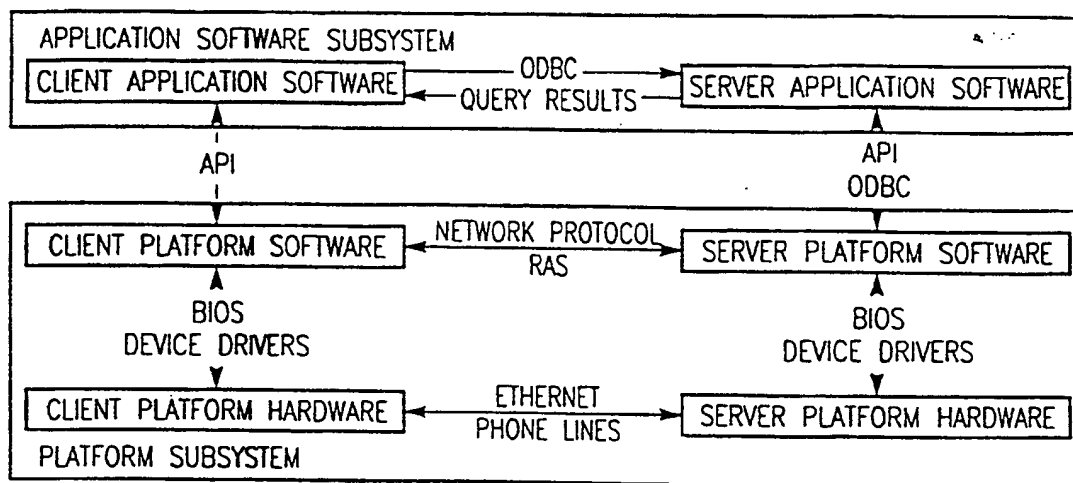 APPLICATION SOFTWARE SUBSYSTEM
CLIENT APPLICATION SOFTWARE
ODBC
QUERY RESULTS
SERVER APPLICATION SOFTWARE
API
API
ODBC
CLIENT PLATFORM SOFTWARE
NETWORK PROTOCOL
RAS
SERVER PLATFORM SOFTWARE
BIOS
DEVICE DRIVERS
BIOS
DEVICE DRIVERS
CLIENT PLATFORM HARDWARE
ETHERNET
PHONE LINES
SERVER PLATFORM HARDWARE
PLATFORM SUBSYSTEM